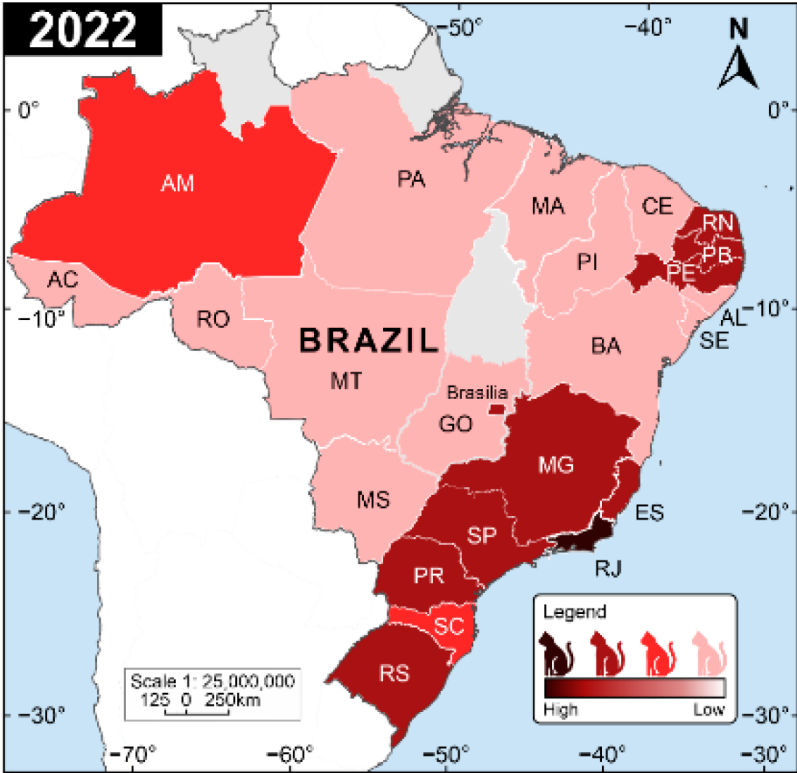 2022
−50°
−40°
N
0°
0°
AM
PA
MA
CE
RN
PB
PI
PE
AC
−10°
−10°
RO
AL
SE
BRAZIL
BA
MT
Brasilia
GO
MG
MS
−20°
ES
−20°
SP
RJ
PR
SC
Legend
RS
Scale 1: 25,000,000
125 0 250km
High Low
−30°
−30°
−70°
−60°
−50°
−40°
−30°